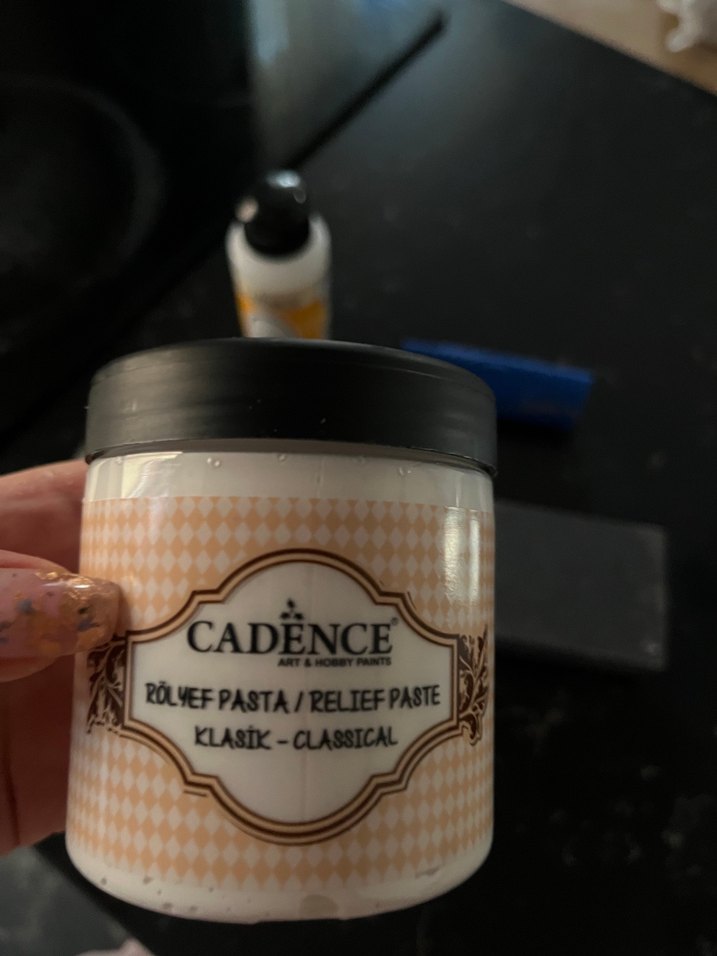 CADENCE®
ART & HOBBY PAINTS
RÖLYEF PASTA / RELIEF PASTE
KLASİK - CLASSICAL